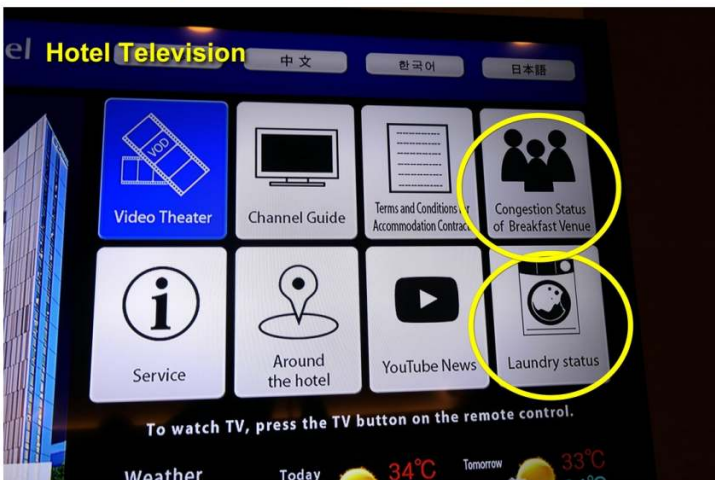 el
Hotel Television
中文
한국어
日本語
VOD
Video Theater
Channel Guide
Terms and Conditions for
Accommodation Contract
Congestion Status
of Breakfast Venue
Service
Around
the hotel
YouTube News
Laundry status
To watch TV, press the TV button on the remote control.
Weather
Today
34℃
Tomorrow
33℃